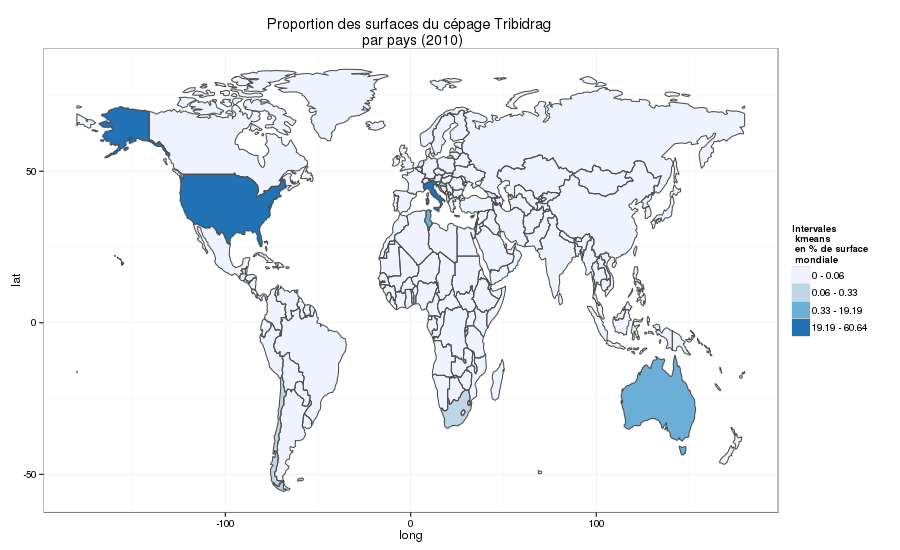 Proportion des surfaces du cépage Tribidrag
par pays (2010)
50
0
-50
lat
-100
0
100
long
Intervales
kmeans
en % de surface
mondiale
0 - 0.06
0.06 - 0.33
0.33 - 19.19
19.19 - 60.64